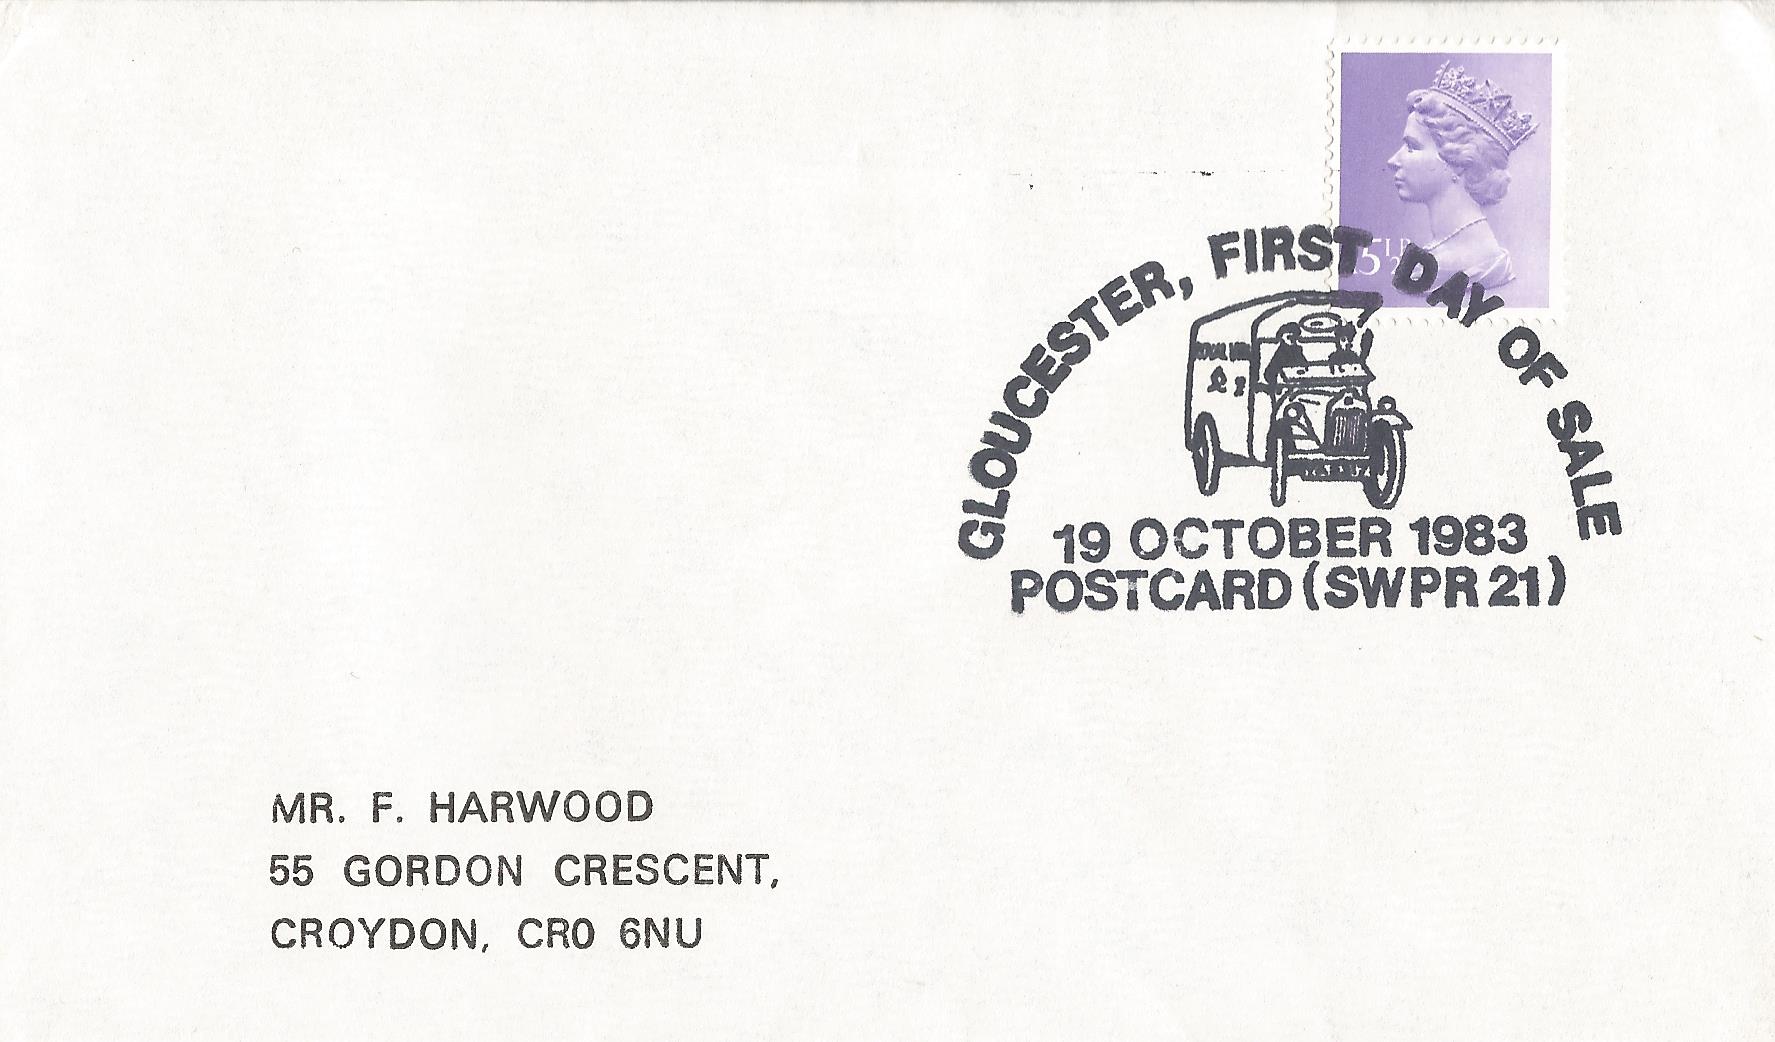 GLOUCESTER, FIRST DAY OF SALE
19 OCTOBER 1983
POSTCARD (SWPR 21)
MR. F. HARWOOD
55 GORDON CRESCENT,
CROYDON, CR0 6NU